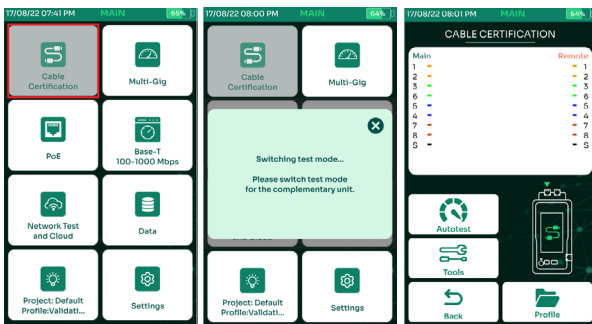 17/08/22 07:41 PM MAIN 65%
Cable
Certification
Multi-Gig
PoE
Base-T
100-1000 Mbps
Network Test
and Cloud
Data
Project: Default
Profile:Validati...
Settings
17/08/22 08:00 PM MAIN 64%
Cable
Certification
Multi-Gig
Switching test mode...
Please switch test mode
for the complementary unit.
and Cloud
Project: Default
Profile:Validati...
Settings
17/08/22 08:01 PM MAIN 64%
CABLE CERTIFICATION
Main Remote
1 - - 1
2 - - 2
3 - - 3
6 - - 6
5 - - 5
4 - - 4
7 - - 7
8 - - 8
S - - S
Autotest
Tools
Back
Profile